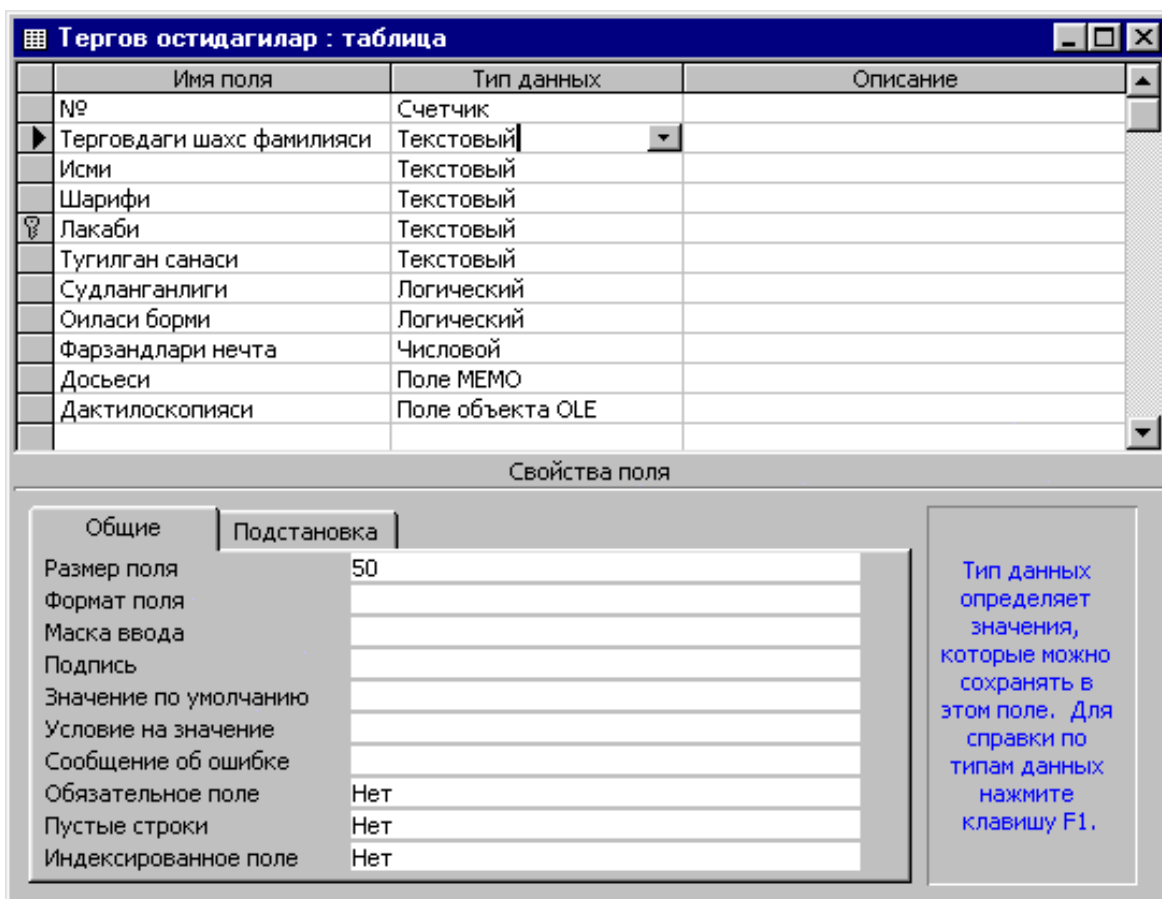 Тергов остидагилар : таблица
Имя поля Тип данных Описание
№ Счетчик
Терговдаги шахс фамилияси Текстовый
Исми Текстовый
Шарифи Текстовый
Лакаби Текстовый
Тугилган санаси Текстовый
Судланганлиги Логический
Оиласи борми Логический
Фарзандлари нечта Числовой
Досьеси Поле МЕМО
Дактилоскопияси Поле объекта OLE
Свойства поля
Общие Подстановка
Размер поля 50
Формат поля
Маска ввода
Подпись
Значение по умолчанию
Условие на значение
Сообщение об ошибке
Обязательное поле Нет
Пустые строки Нет
Индексированное поле Нет
Тип данных
определяет
значения,
которые можно
сохранять в
этом поле. Для
справки по
типам данных
нажмите
клавишу F1.